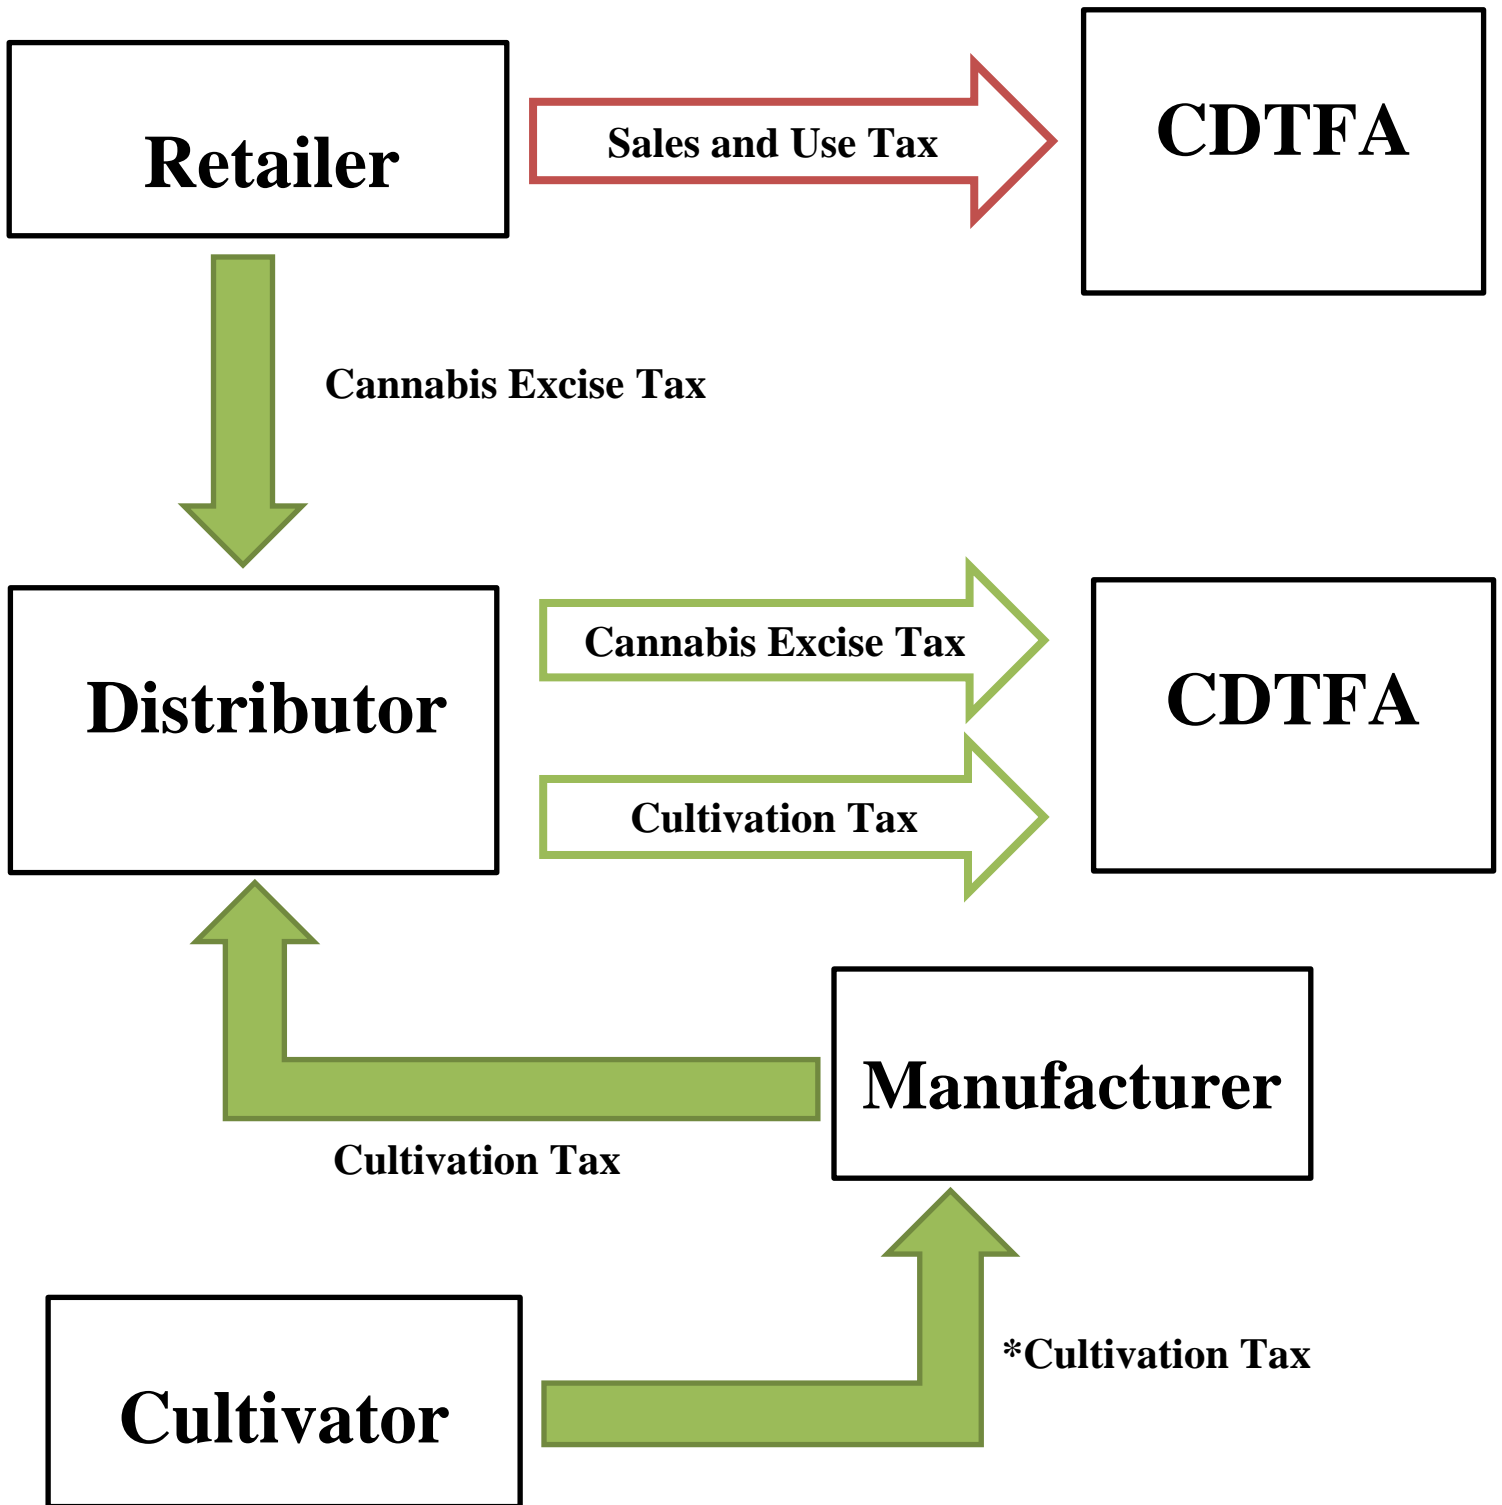 Retailer
Sales and Use Tax
CDTFA
Cannabis Excise Tax
Distributor
Cannabis Excise Tax
Cultivation Tax
CDTFA
Manufacturer
Cultivation Tax
*Cultivation Tax
Cultivator